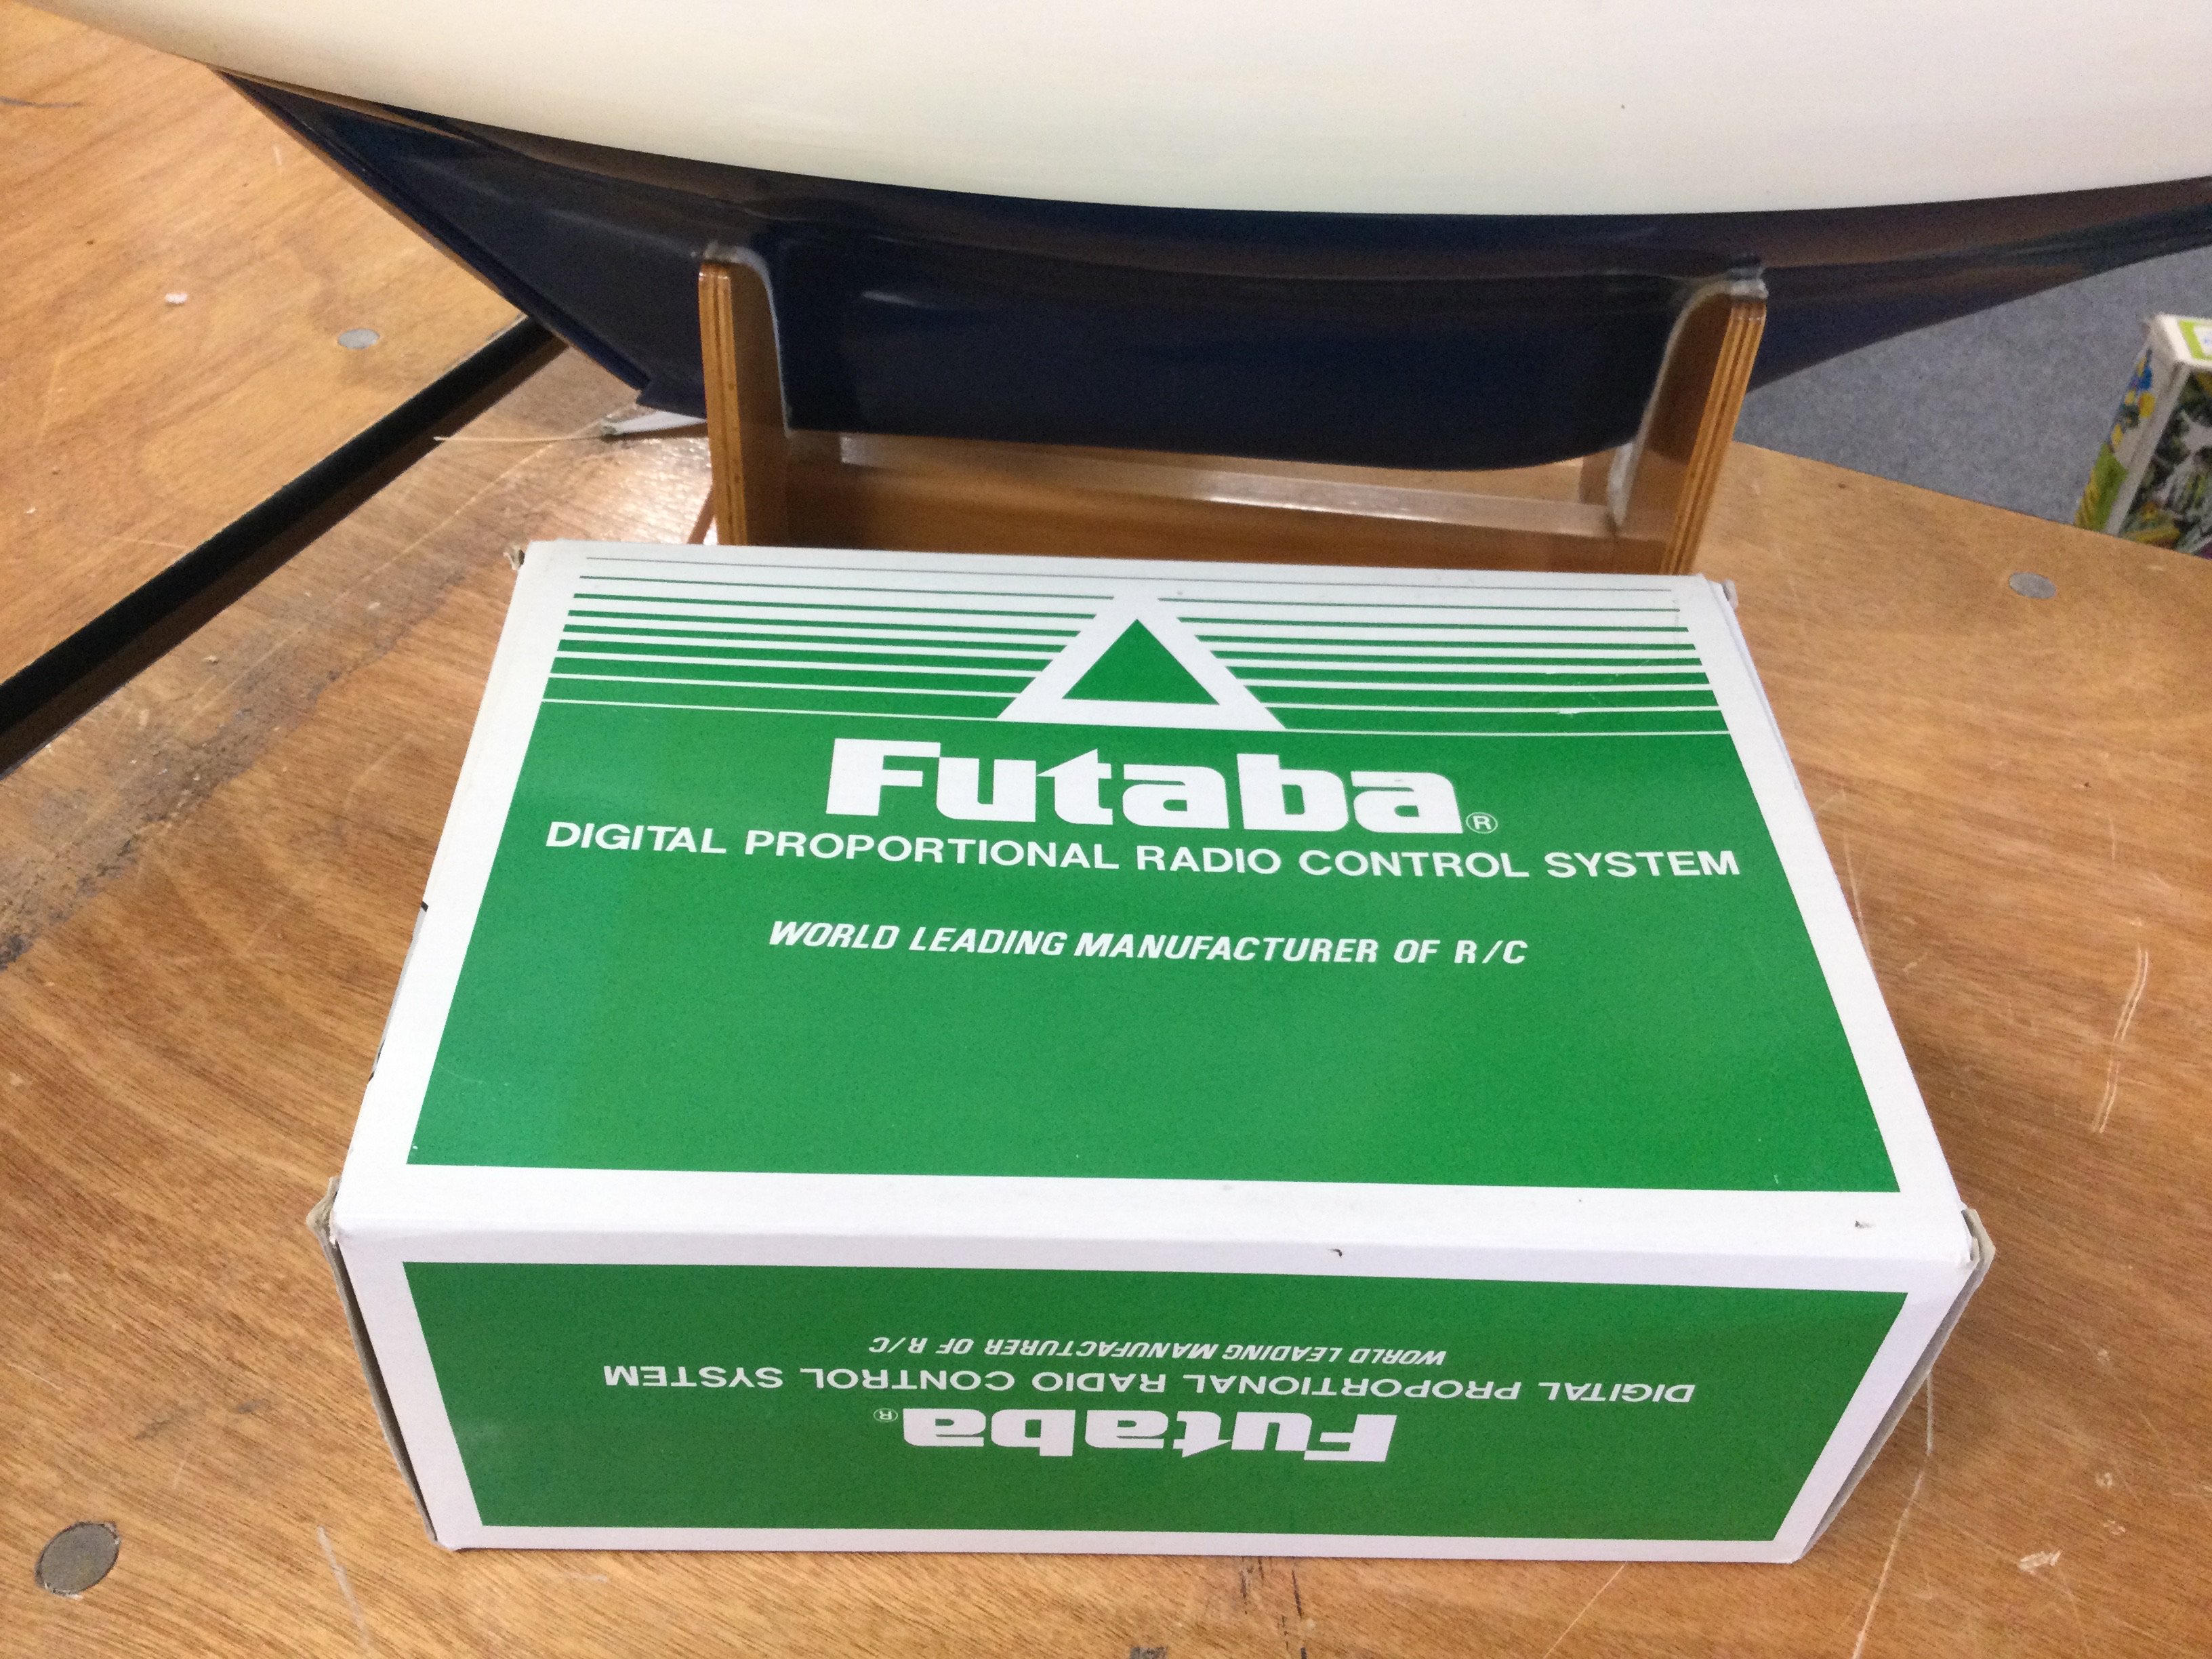 Futaba®
DIGITAL PROPORTIONAL RADIO CONTROL SYSTEM
WORLD LEADING MANUFACTURER OF R/C
Futaba®
DIGITAL PROPORTIONAL RADIO CONTROL SYSTEM
WORLD LEADING MANUFACTURER OF R/C